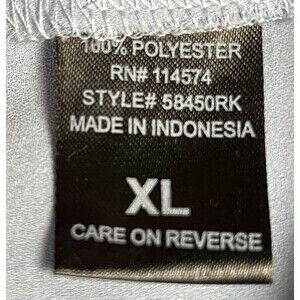 100% POLYESTER
RN# 114574
STYLE# 58450RK
MADE IN INDONESIA
XL
CARE ON REVERSE